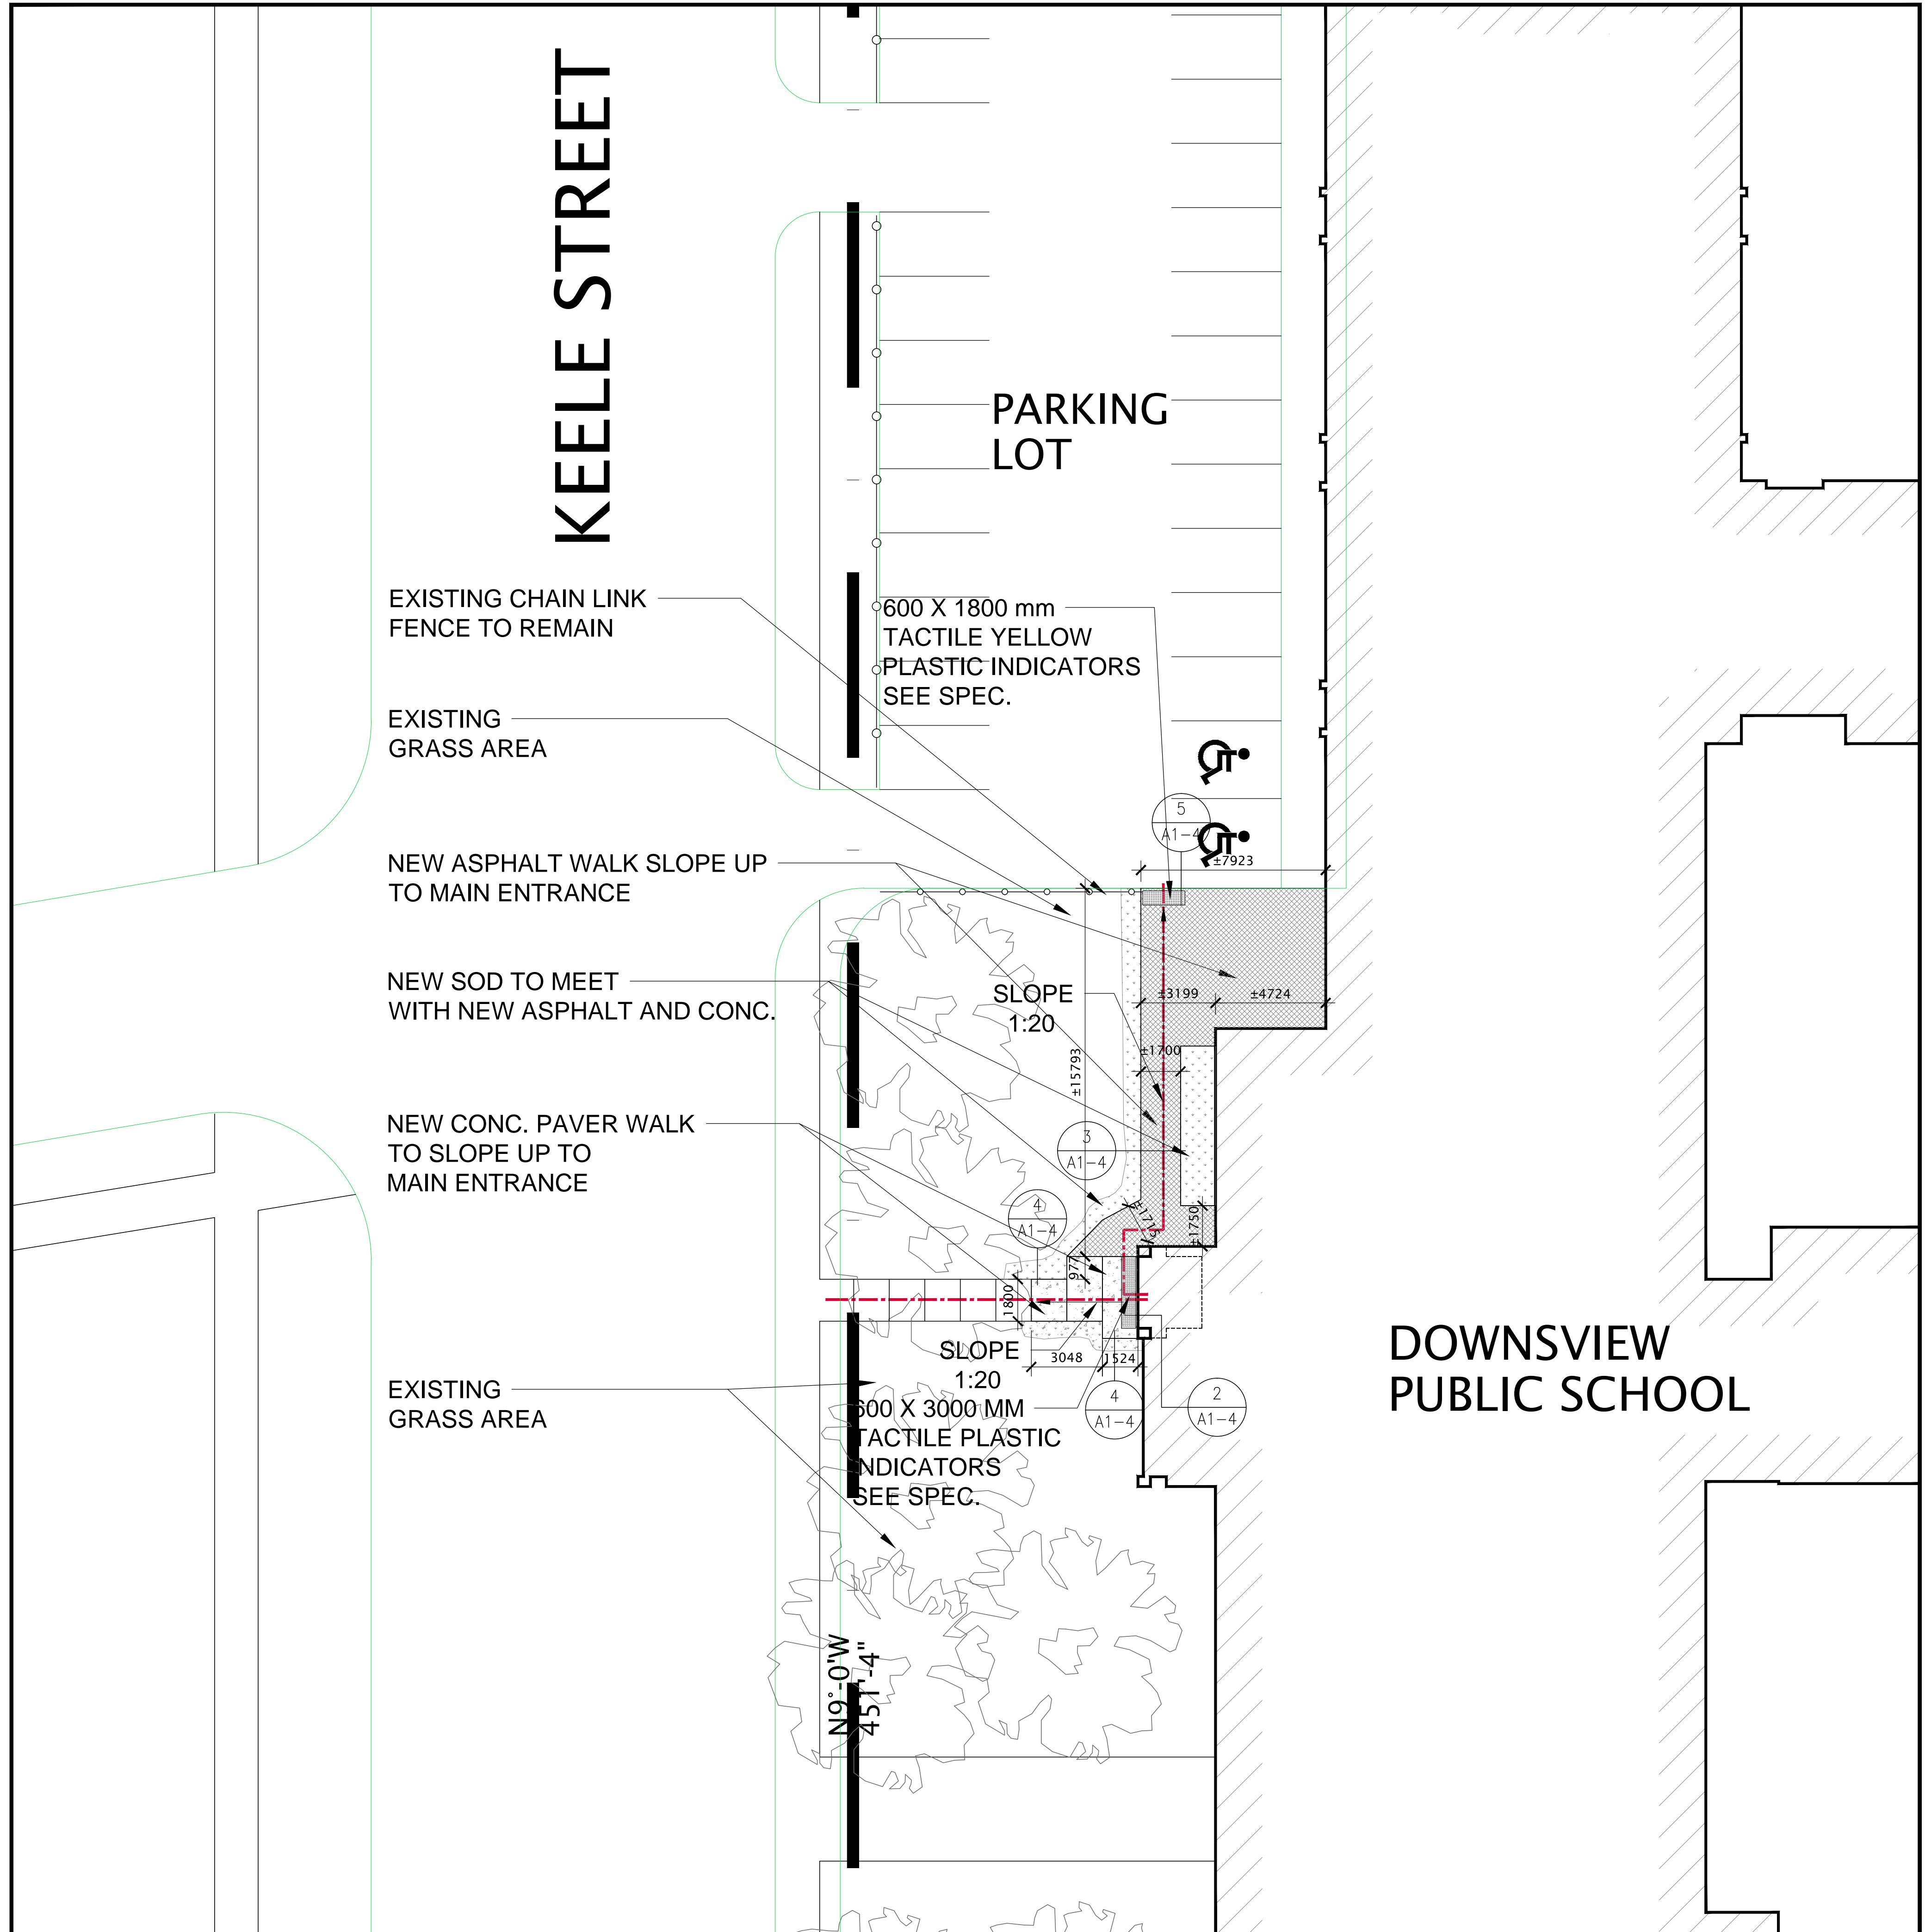 KEELE STREET
PARKING
LOT
EXISTING CHAIN LINK
FENCE TO REMAIN
600 X 1800 mm
TACTILE YELLOW
PLASTIC INDICATORS
SEE SPEC.
EXISTING
GRASS AREA
5
A1-4
±7923
NEW ASPHALT WALK SLOPE UP
TO MAIN ENTRANCE
NEW SOD TO MEET
WITH NEW ASPHALT AND CONC.
SLOPE
1:20
±3199
±4724
±1700
±15793
NEW CONC. PAVER WALK
TO SLOPE UP TO
MAIN ENTRANCE
3
A1-4
4
A1-4
±1750
977
1800
SLOPE
1:20
3048
1524
EXISTING
GRASS AREA
600 X 3000 MM
TACTILE PLASTIC
INDICATORS
SEE SPEC.
4
A1-4
2
A1-4
DOWNSVIEW
PUBLIC SCHOOL
N9°-0'W
451'-4"